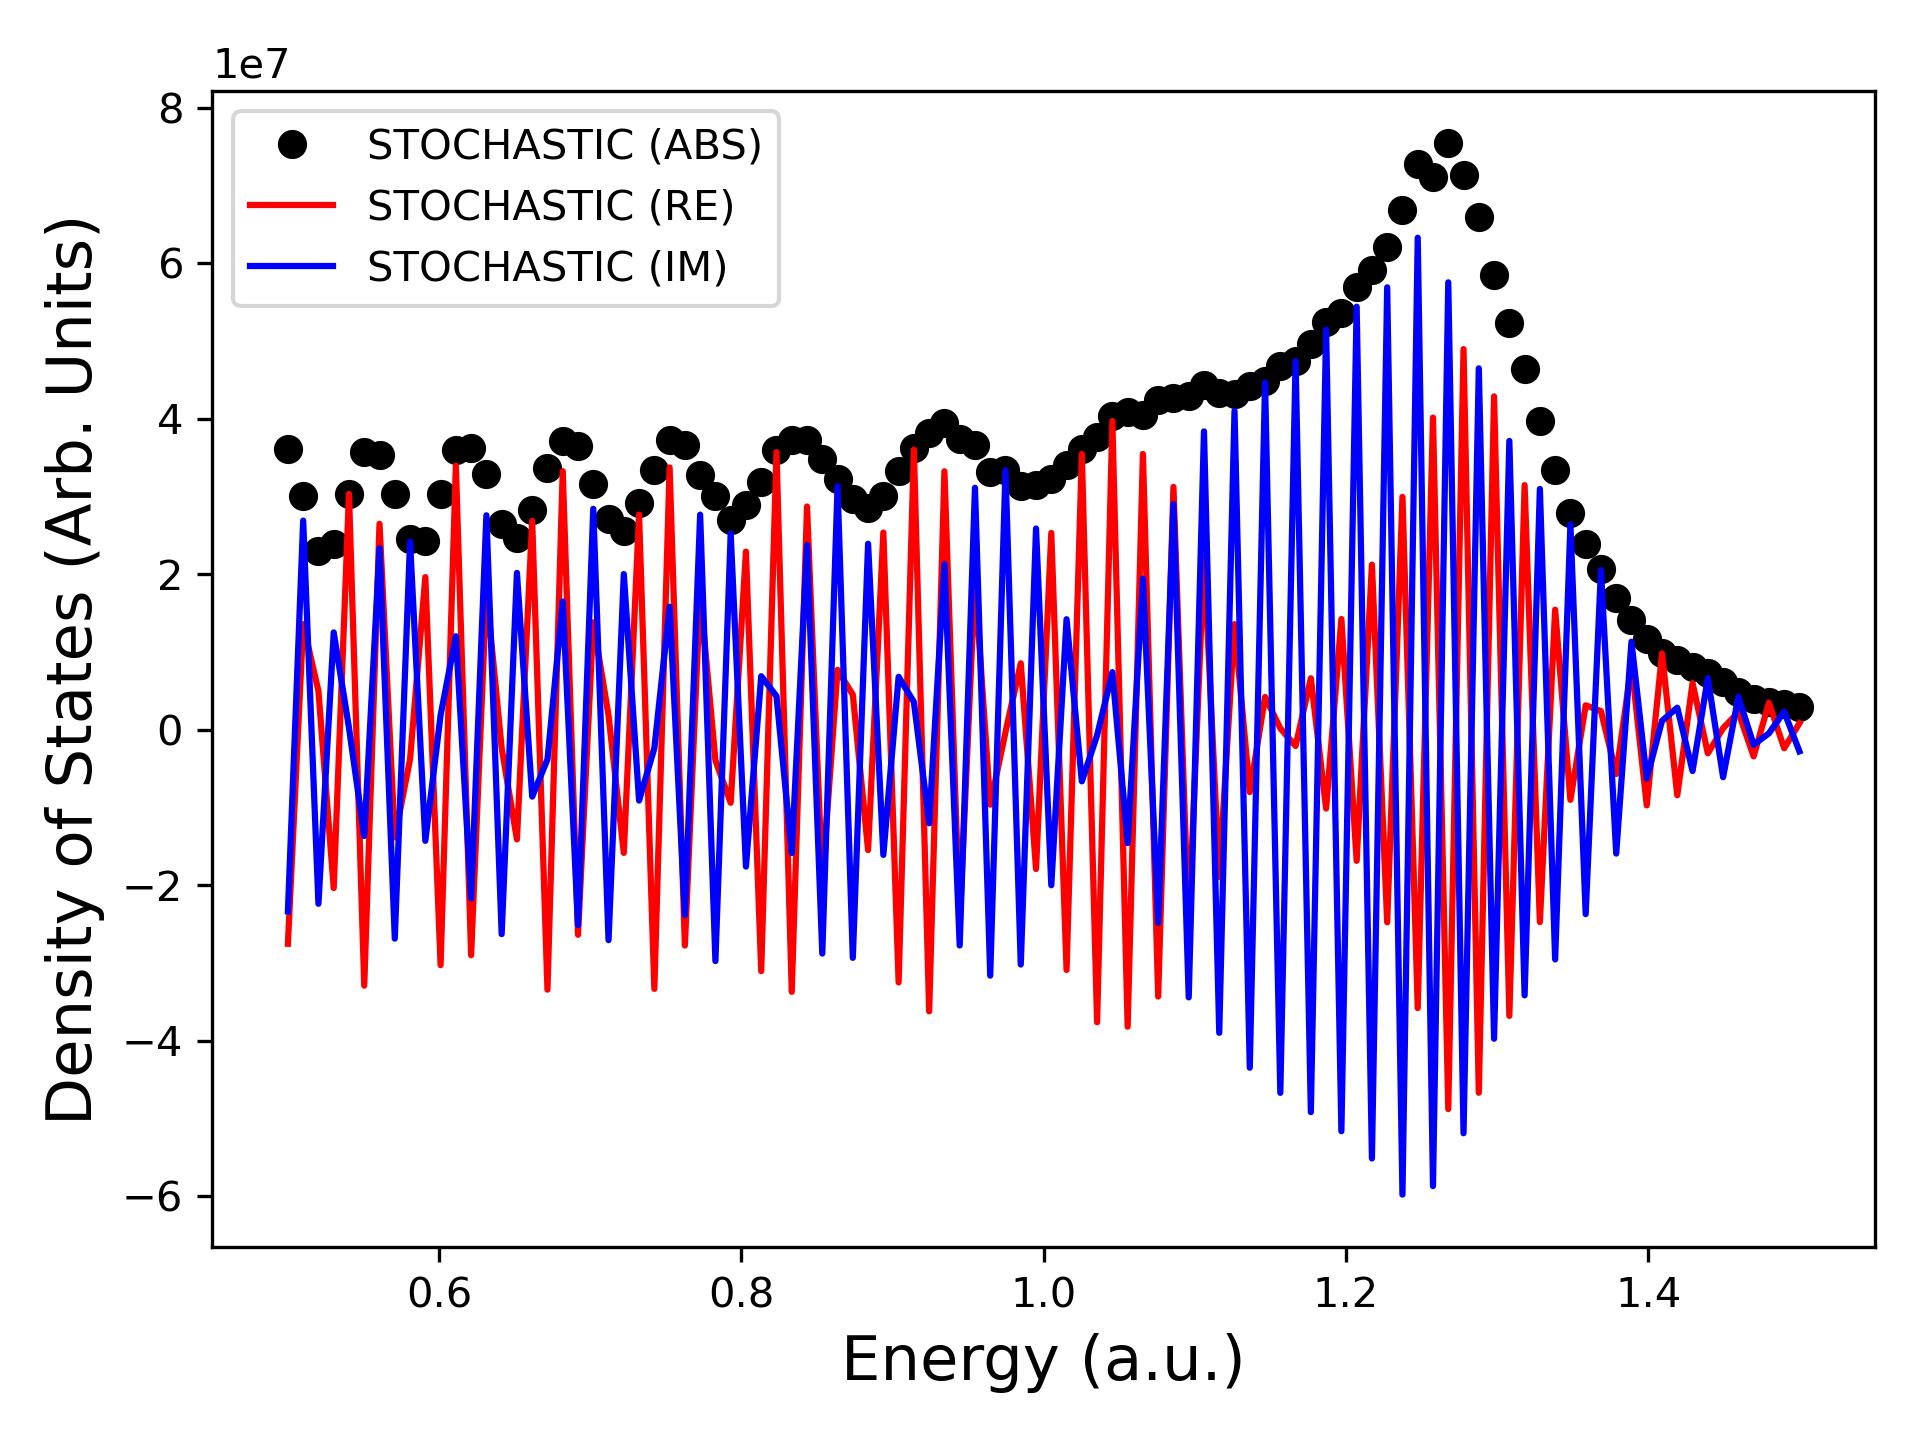 1e7
8
6
4
2
0
−2
−4
−6
Density of States (Arb. Units)
STOCHASTIC (ABS)
STOCHASTIC (RE)
STOCHASTIC (IM)
0.6 0.8 1.0 1.2 1.4
Energy (a.u.)